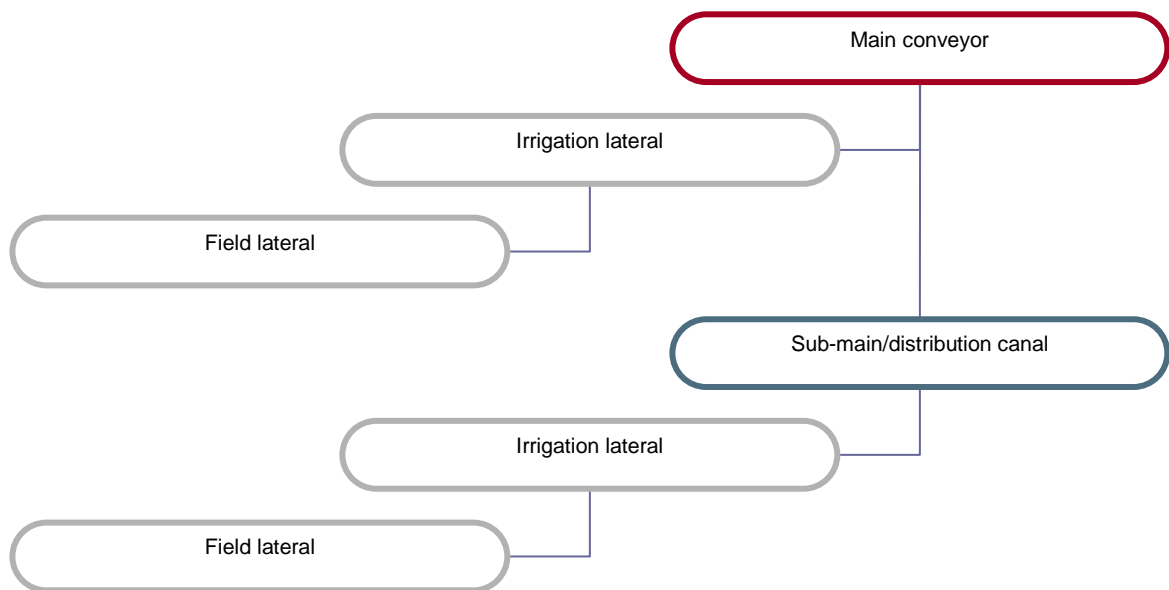 Main conveyor
Irrigation lateral
Field lateral
Sub-main/distribution canal
Irrigation lateral
Field lateral